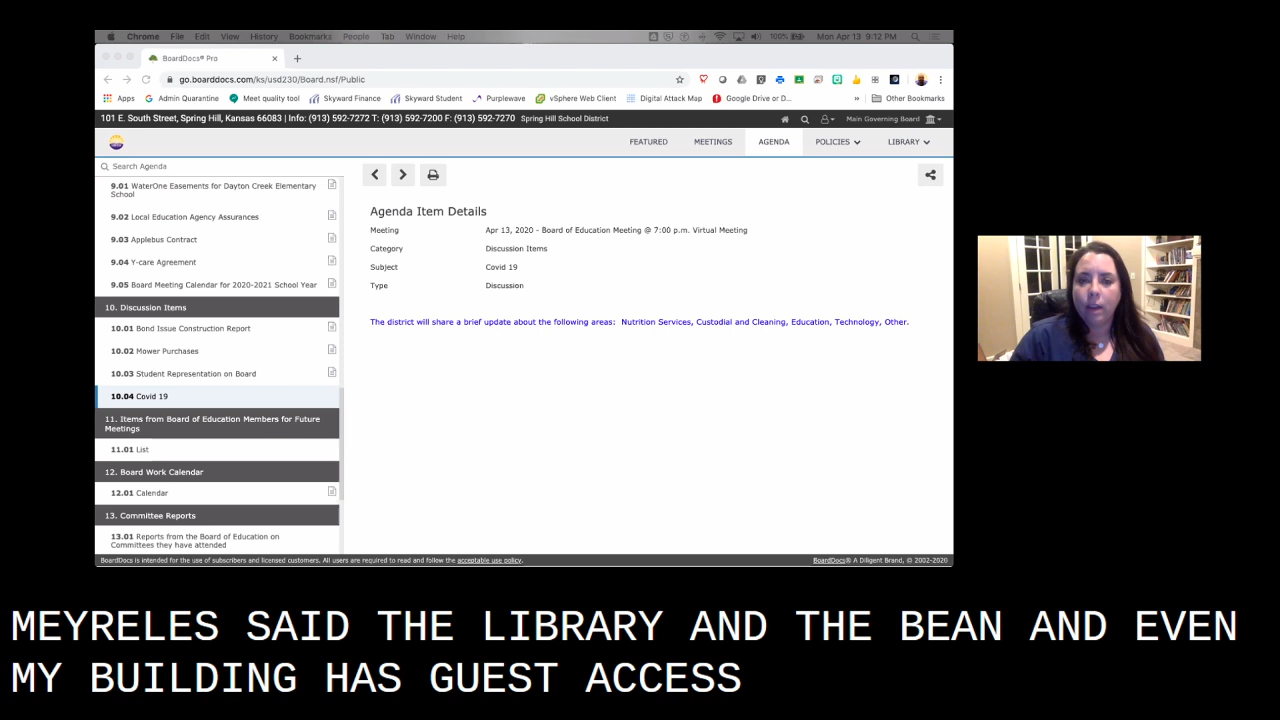 Chrome File Edit View History Bookmarks People Tab Window Help 100% Mon Apr 13 9:12 PM
BoardDocs® Pro
go.boarddocs.com/ks/usd230/Board.nsf/Public
Apps Admin Quarantine Meet quality tool Skyward Finance Skyward Student Purplewave vSphere Web Client Digital Attack Map Google Drive or D... » Other Bookmarks
101 E. South Street, Spring Hill, Kansas 66083 | Info: (913) 592-7272 T: (913) 592-7200 F: (913) 592-7270 Spring Hill School District Main Governing Board
FEATURED MEETINGS AGENDA POLICIES LIBRARY
Search Agenda
9.01 WaterOne Easements for Dayton Creek Elementary
School
9.02 Local Education Agency Assurances
9.03 Applebus Contract
9.04 Y-care Agreement
9.05 Board Meeting Calendar for 2020-2021 School Year
10. Discussion Items
10.01 Bond Issue Construction Report
10.02 Mower Purchases
10.03 Student Representation on Board
10.04 Covid 19
11. Items from Board of Education Members for Future
Meetings
11.01 List
12. Board Work Calendar
12.01 Calendar
13. Committee Reports
13.01 Reports from the Board of Education on
Committees they have attended
Agenda Item Details
Meeting Apr 13, 2020 - Board of Education Meeting @ 7:00 p.m. Virtual Meeting
Category Discussion Items
Subject Covid 19
Type Discussion
The district will share a brief update about the following areas: Nutrition Services, Custodial and Cleaning, Education, Technology, Other.
BoardDocs is intended for the use of subscribers and licensed customers. All users are required to read and follow the acceptable use policy. BoardDocs® A Diligent Brand, © 2002-2020
MEYRELES SAID THE LIBRARY AND THE BEAN AND EVEN
MY BUILDING HAS GUEST ACCESS